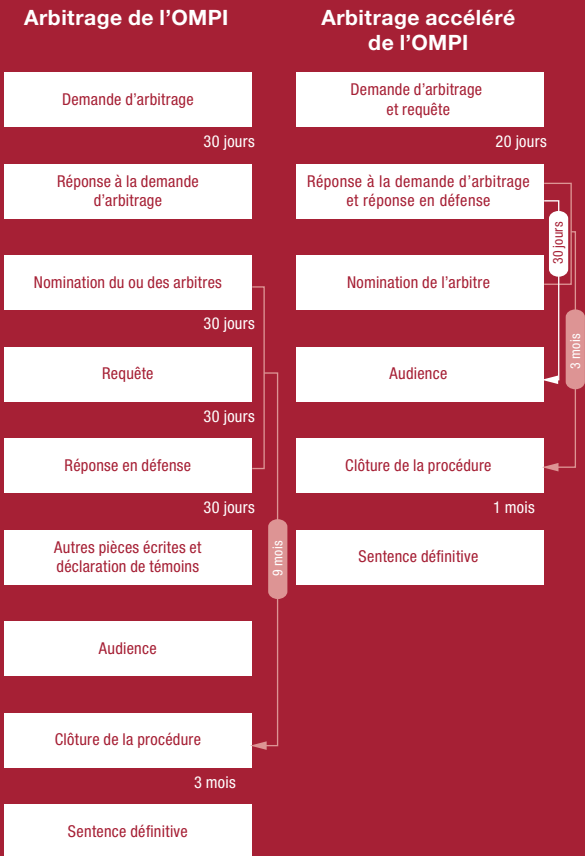 Arbitrage de l'OMPI
Demande d'arbitrage
30 jours
Réponse à la demande
d'arbitrage
Nomination du ou des arbitres
30 jours
Requête
30 jours
Réponse en défense
30 jours
Autres pièces écrites et
déclaration de témoins
9 mois
Audience
Clôture de la procédure
3 mois
Sentence définitive
Arbitrage accéléré
de l'OMPI
Demande d'arbitrage
et requête
20 jours
Réponse à la demande d'arbitrage
et réponse en défense
30 jours
Nomination de l'arbitre
3 mois
Audience
Clôture de la procédure
1 mois
Sentence définitive